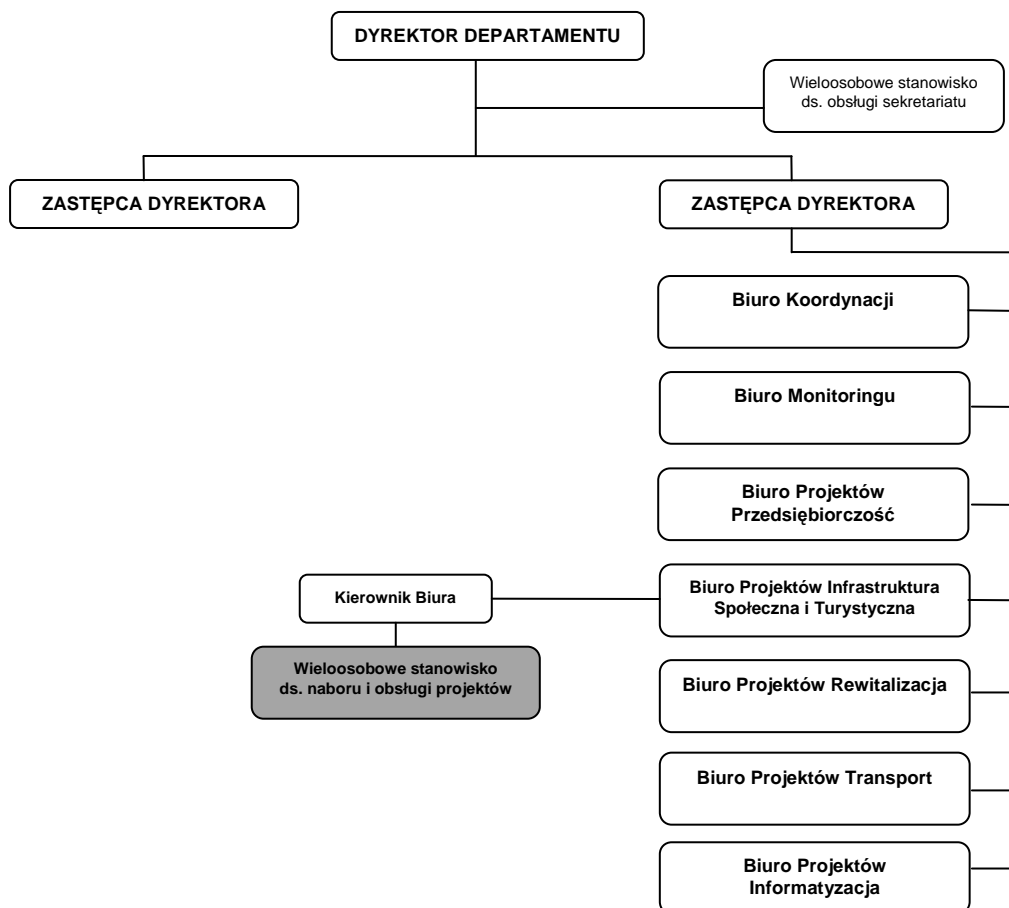 DYREKTOR DEPARTAMENTU
Wieloosobowe stanowisko
ds. obsługi sekretariatu
ZASTĘPCA DYREKTORA
ZASTĘPCA DYREKTORA
Biuro Koordynacji
Biuro Monitoringu
Biuro Projektów
Przedsiębiorczość
Kierownik Biura
Biuro Projektów Infrastruktura
Społeczna i Turystyczna
Wieloosobowe stanowisko
ds. naboru i obsługi projektów
Biuro Projektów Rewitalizacja
Biuro Projektów Transport
Biuro Projektów
Informatyzacja